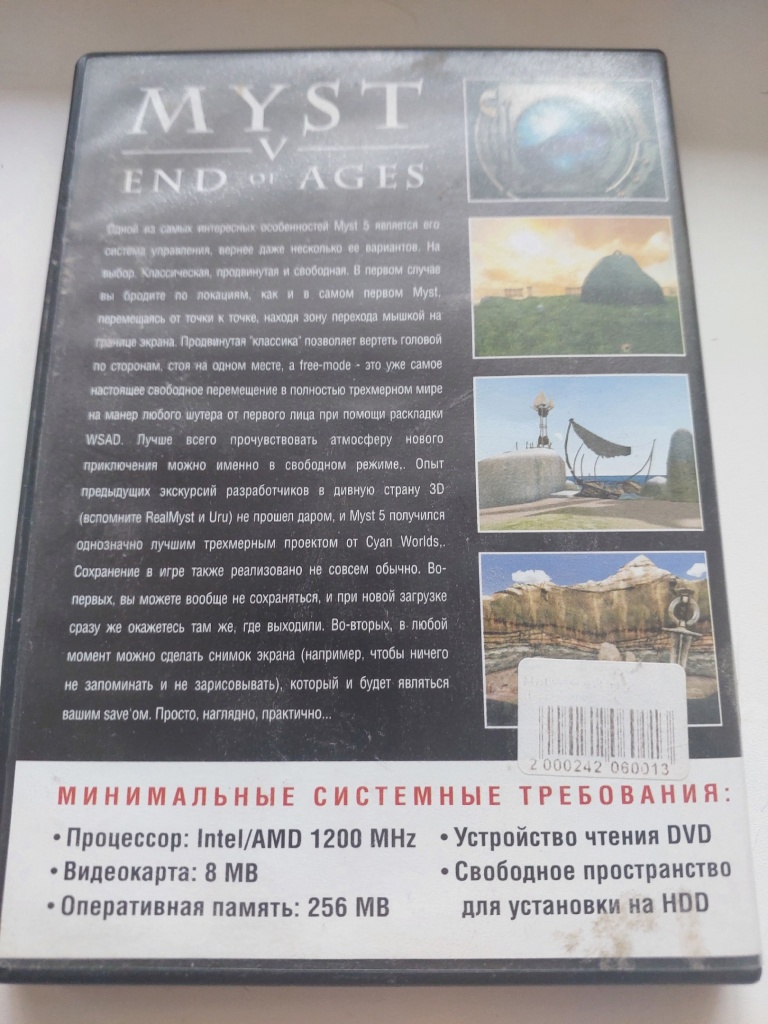 MYST
V
END OF AGES
Одной из самых интересных особенностей Myst 5 является его
система управления, вернее даже несколько ее вариантов. На
выбор. Классическая, продвинутая и свободная. В первом случае
вы бродите по локациям, как и в самом первом Myst,
перемещаясь от точки к точке, находя зону перехода мышкой на
границе экрана. Продвинутая "классика" позволяет вертеть головой
по сторонам, стоя на одном месте, а free-mode - это уже самое
настоящее свободное перемещение в полностью трехмерном мире
на манер любого шутера от первого лица при помощи раскладки
WSAD. Лучше всего прочувствовать атмосферу нового
приключения можно именно в свободном режиме,. Опыт
предыдущих экскурсий разработчиков в дивную страну 3D
(вспомните RealMyst и Uru) не прошел даром, и Myst 5 получился
однозначно лучшим трехмерным проектом от Cyan Worlds,.
Сохранение в игре также реализовано не совсем обычно. Во-
первых, вы можете вообще не сохраняться, и при новой загрузке
сразу же окажетесь там же, где выходили. Во-вторых, в любой
момент можно сделать снимок экрана (например, чтобы ничего
не запоминать и не зарисовывать), который и будет являться
вашим save'ом. Просто, наглядно, практично...
2 000242 060013
МИНИМАЛЬНЫЕ СИСТЕМНЫЕ ТРЕБОВАНИЯ:
• Процессор: Intel/AMD 1200 MHz
• Видеокарта: 8 MB
• Оперативная память: 256 MB
• Устройство чтения DVD
• Свободное пространство
для установки на HDD